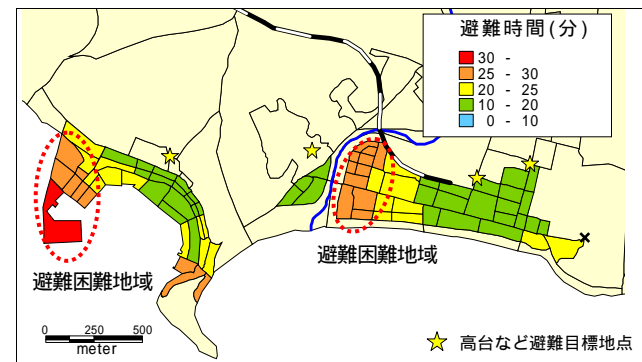 避難時間(分)
30 -
25 - 30
20 - 25
10 - 20
0 - 10
避難困難地域
避難困難地域
0 250 500
meter
高台など避難目標地点